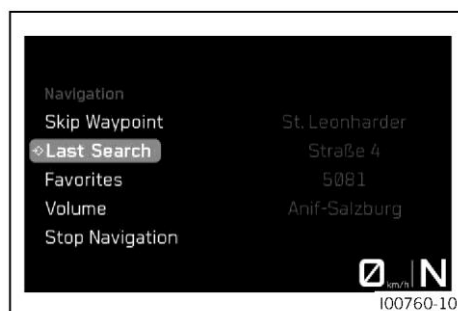 Navigation
Skip Waypoint
St. Leonharder
Last Search
Straße 4
Favorites
5081
Volume
Anif-Salzburg
Stop Navigation
0 km/h N
I00760-10